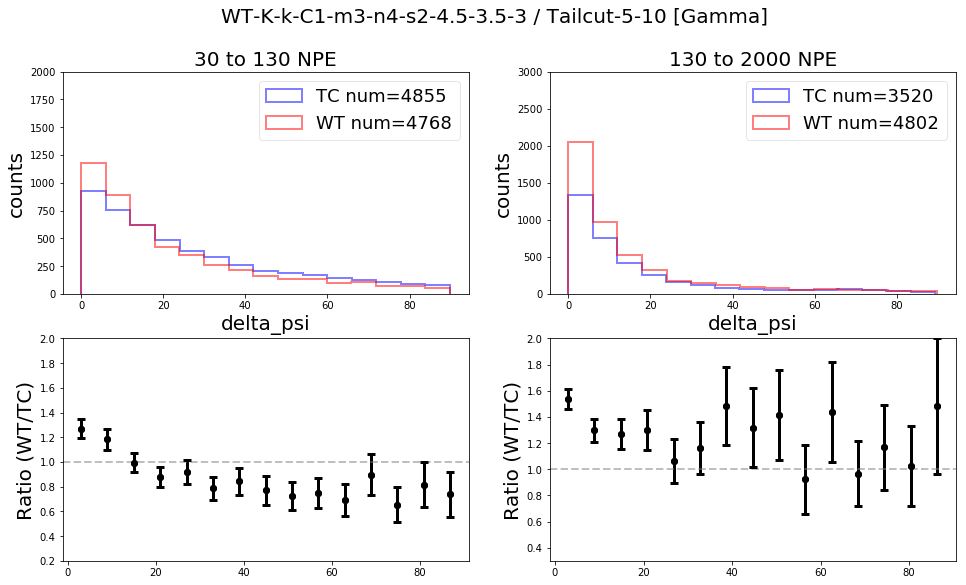 WT-K-k-C1-m3-n4-s2-4.5-3.5-3 / Tailcut-5-10 [Gamma]
30 to 130 NPE
130 to 2000 NPE
counts
2000
1750
1500
1250
1000
750
500
250
0
TC num=4855
WT num=4768
0 20 40 60 80
delta_psi
counts
3000
2500
2000
1500
1000
500
0
TC num=3520
WT num=4802
0 20 40 60 80
delta_psi
Ratio (WT/TC)
2.0
1.8
1.6
1.4
1.2
1.0
0.8
0.6
0.4
0.2
0 20 40 60 80
Ratio (WT/TC)
2.0
1.8
1.6
1.4
1.2
1.0
0.8
0.6
0.4
0 20 40 60 80